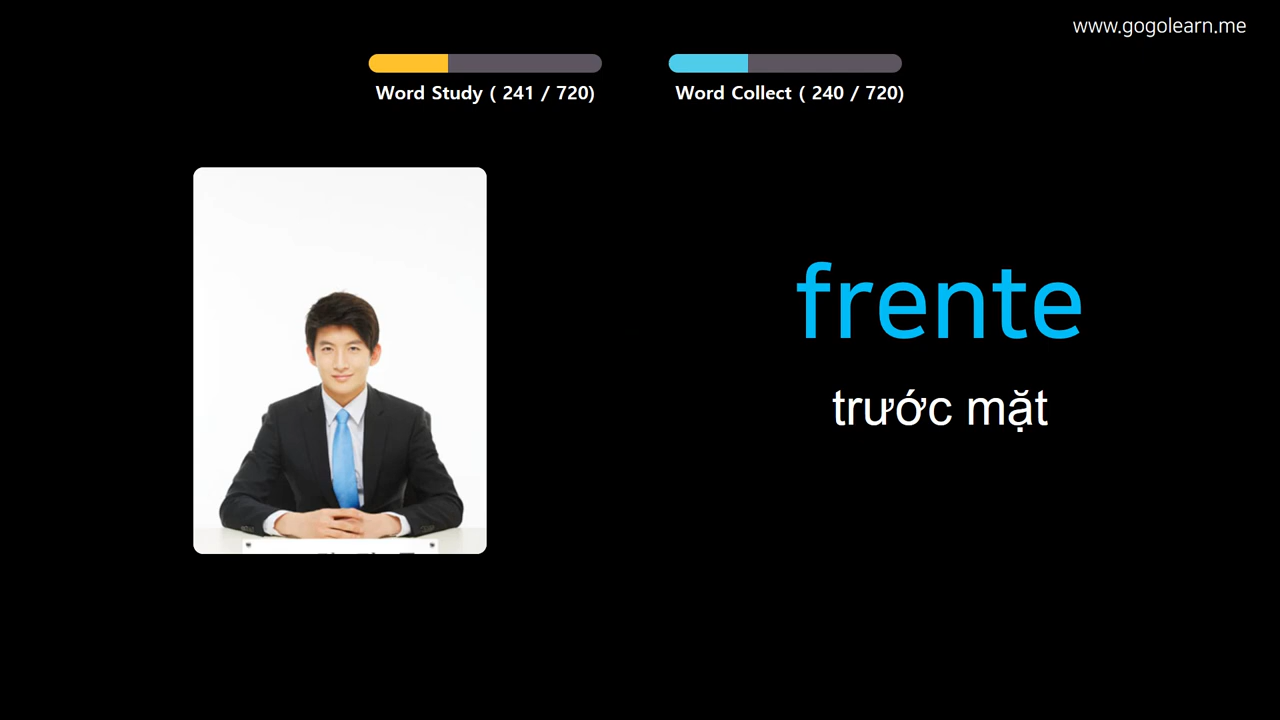 www.gogolearn.me
Word Study ( 241 / 720)
Word Collect ( 240 / 720)
frente
trước mặt